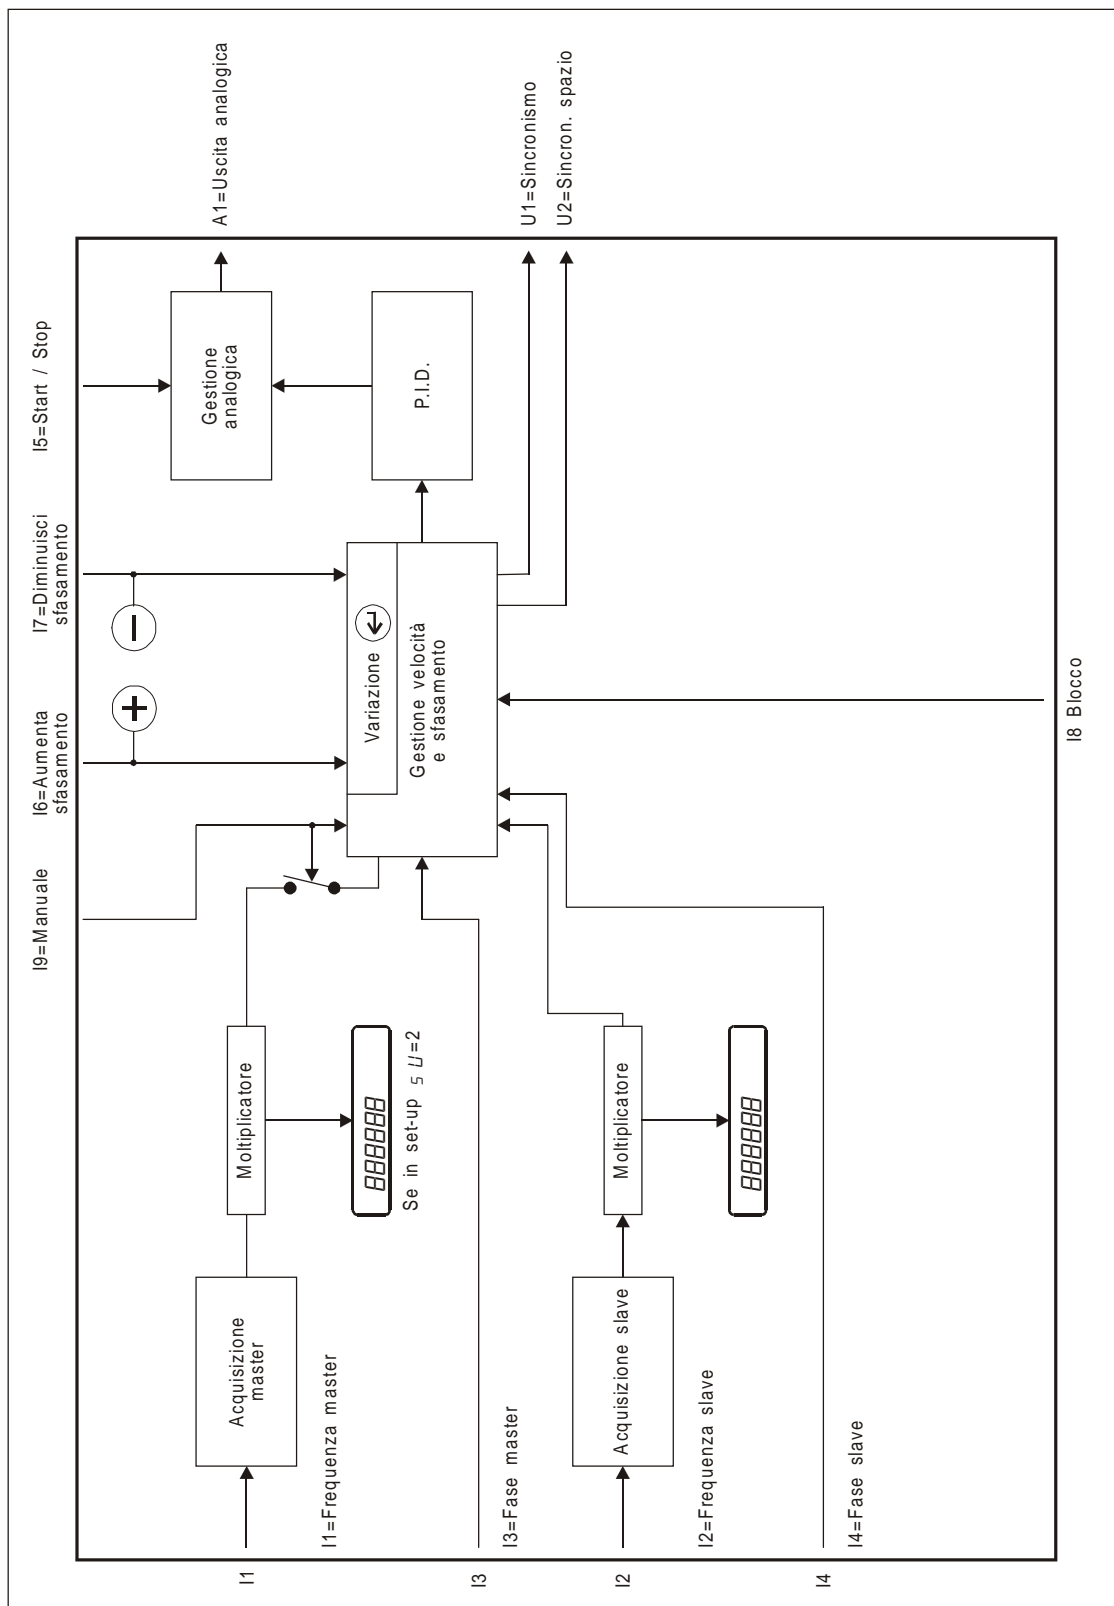 I9=Manuale
I6=Aumenta
sfasamento
I7=Diminuisci
sfasamento
I5=Start / Stop
+
−
A1=Uscita analogica
Gestione
analogica
P.I.D.
Variazione
Gestione velocità
e sfasamento
U1=Sincronismo
U2=Sincron. spazio
I1
Acquisizione
master
Moltiplicatore
888888
Se in set-up 5 U=2
I1=Frequenza master
I3
I3=Fase master
I2
Acquisizione slave
Moltiplicatore
888888
I2=Frequenza slave
I4
I4=Fase slave
I8 Blocco